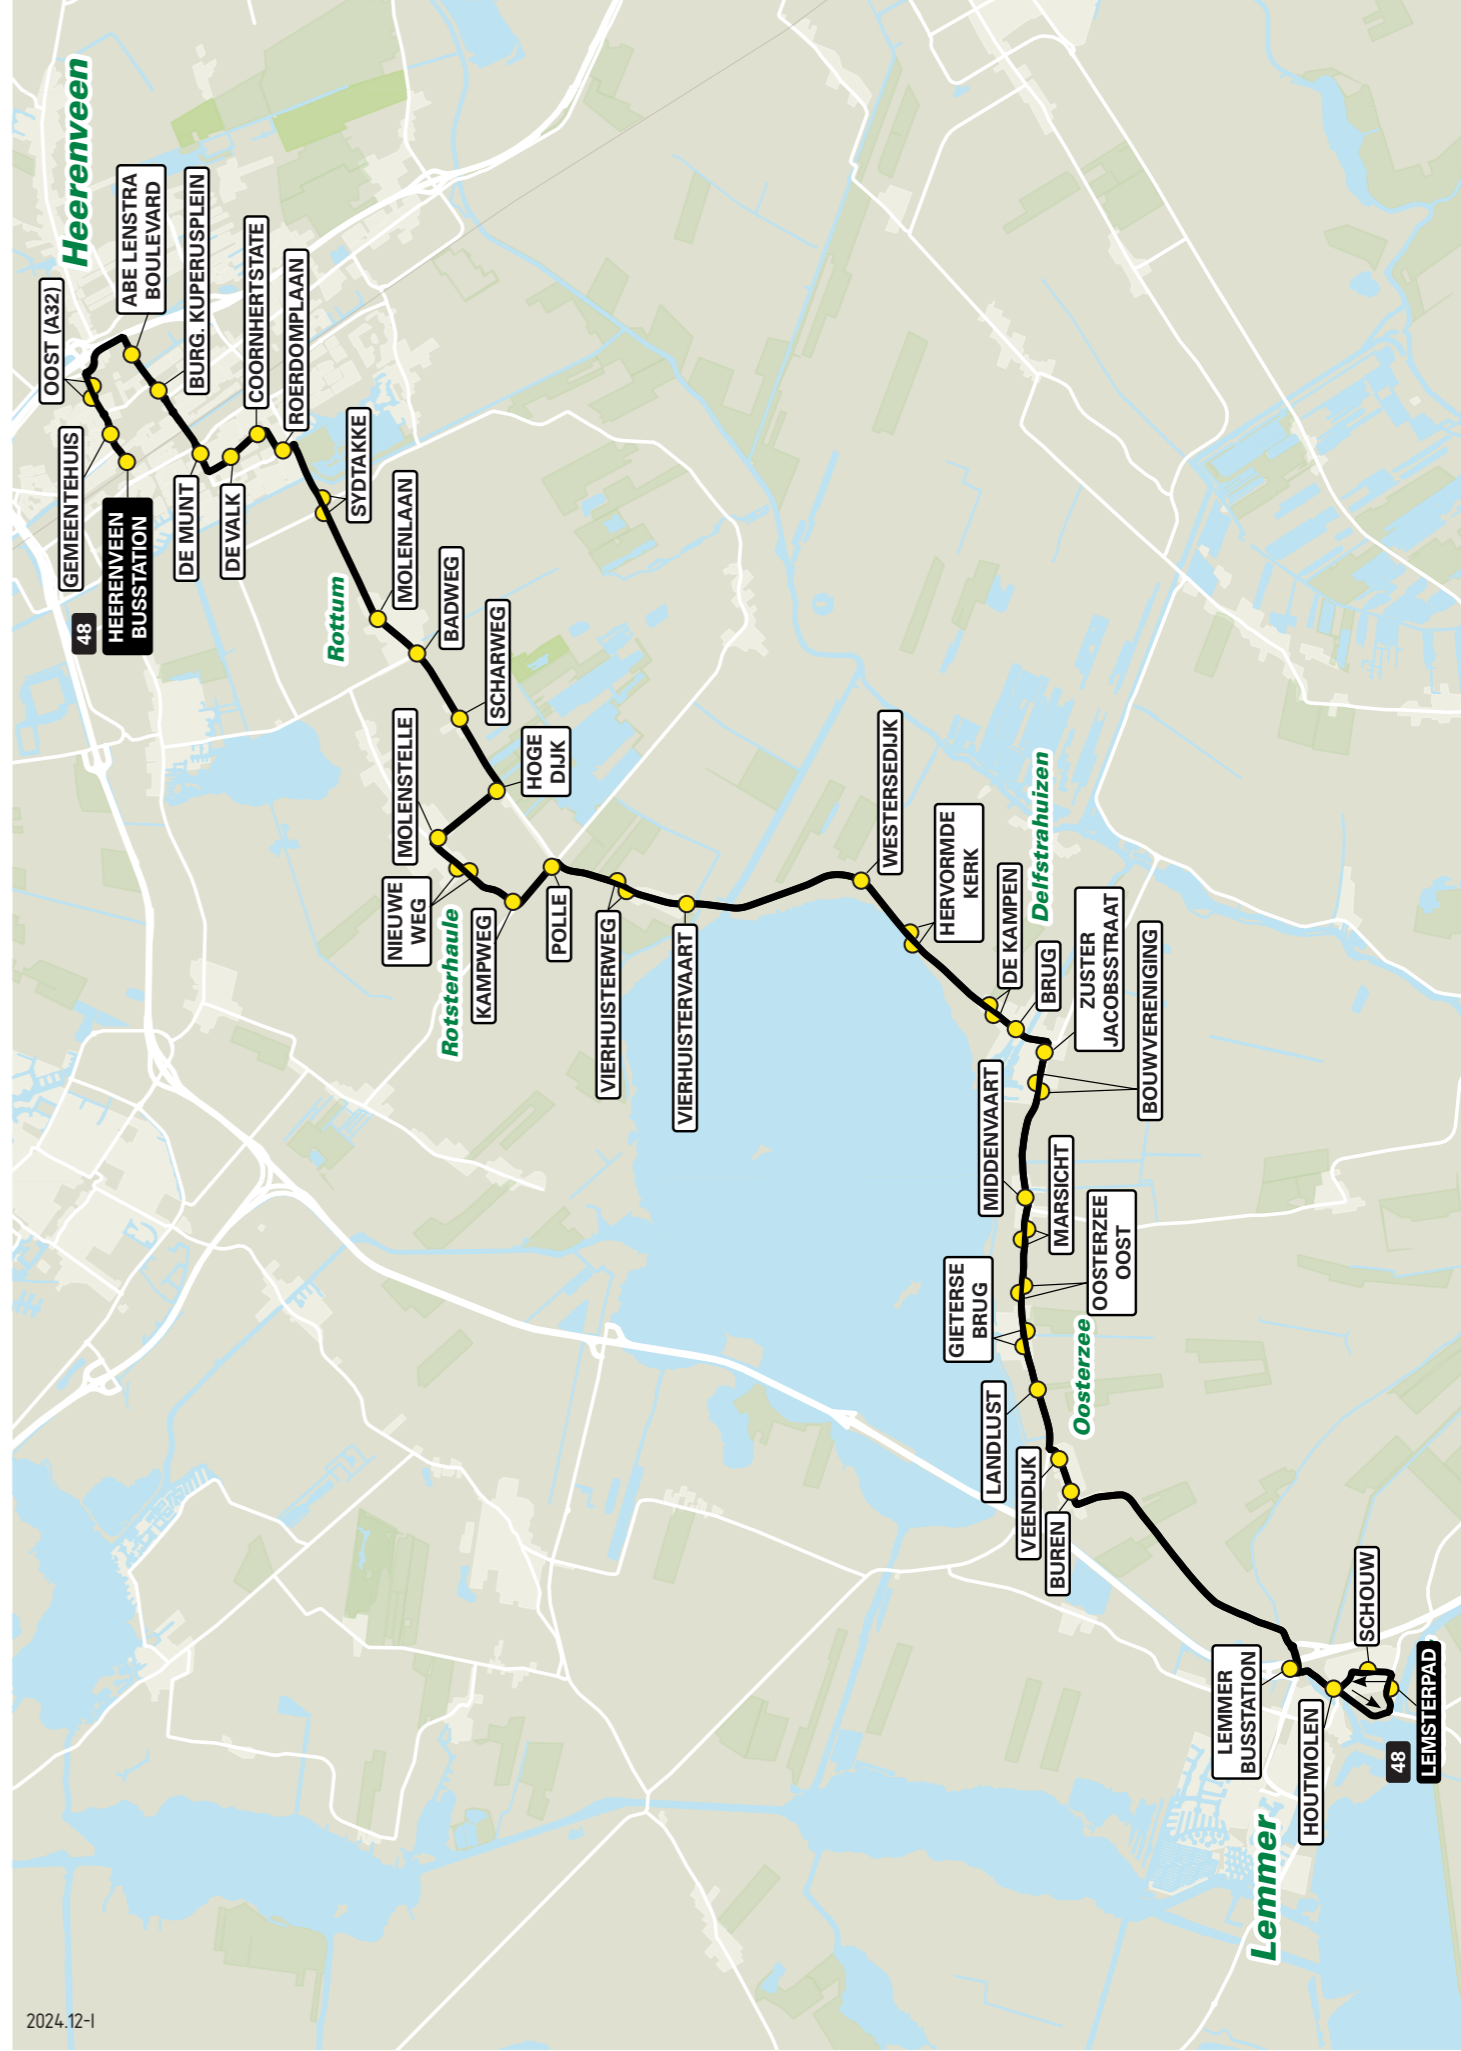 Heerenveen
OOST (A32)
ABE LENSTRA
BOULEVARD
BURG. KUPERUSPLEIN
COORNHERTSTATE
ROERDOMPLAAN
GEMEENTEHUIS
48
HEERENVEEN
BUSSTATION
DE MUNT
DE VALK
SYDTAKKE
MOLENLAAN
Rottum
BADWEG
SCHARWEG
MOLENSTELLE
HOGE
DIJK
NIEUWE
WEG
Rotsterhaule
KAMPWEG
POLLE
VIERHUISTERWEG
VIERHUISTERVAART
WESTERSEDIJK
HERVORMDE
KERK
DE KAMPEN
Delfstrahuizen
BRUG
ZUSTER
JACOBSSTRAAT
BOUWVERENIGING
MIDDENVAART
MARSICHT
OOSTERZEE
OOST
GIETERSE
BRUG
Oosterzee
LANDLUST
VEENDIJK
BUREN
LEMMER
BUSSTATION
SCHOUW
HOUTMOLEN
48
LEMSTERPAD
Lemmer
2024.12-I